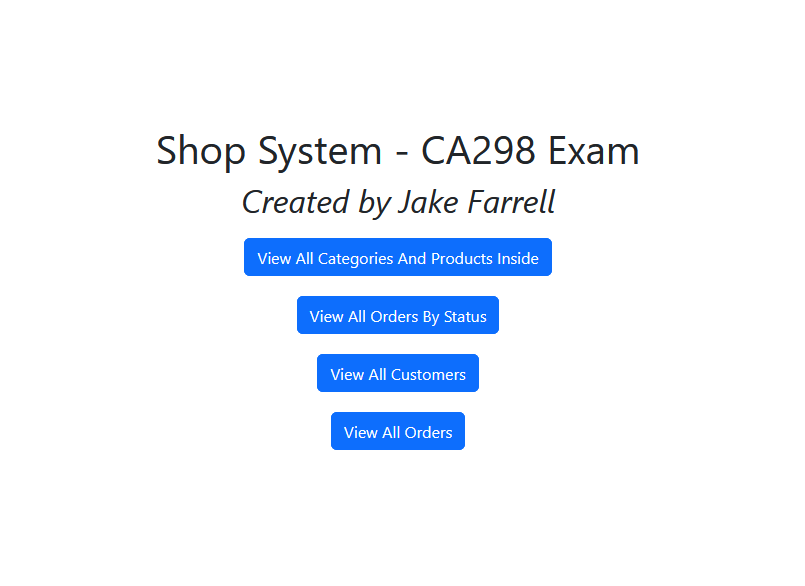 Shop System - CA298 Exam
Created by Jake Farrell
View All Categories And Products Inside
View All Orders By Status
View All Customers
View All Orders